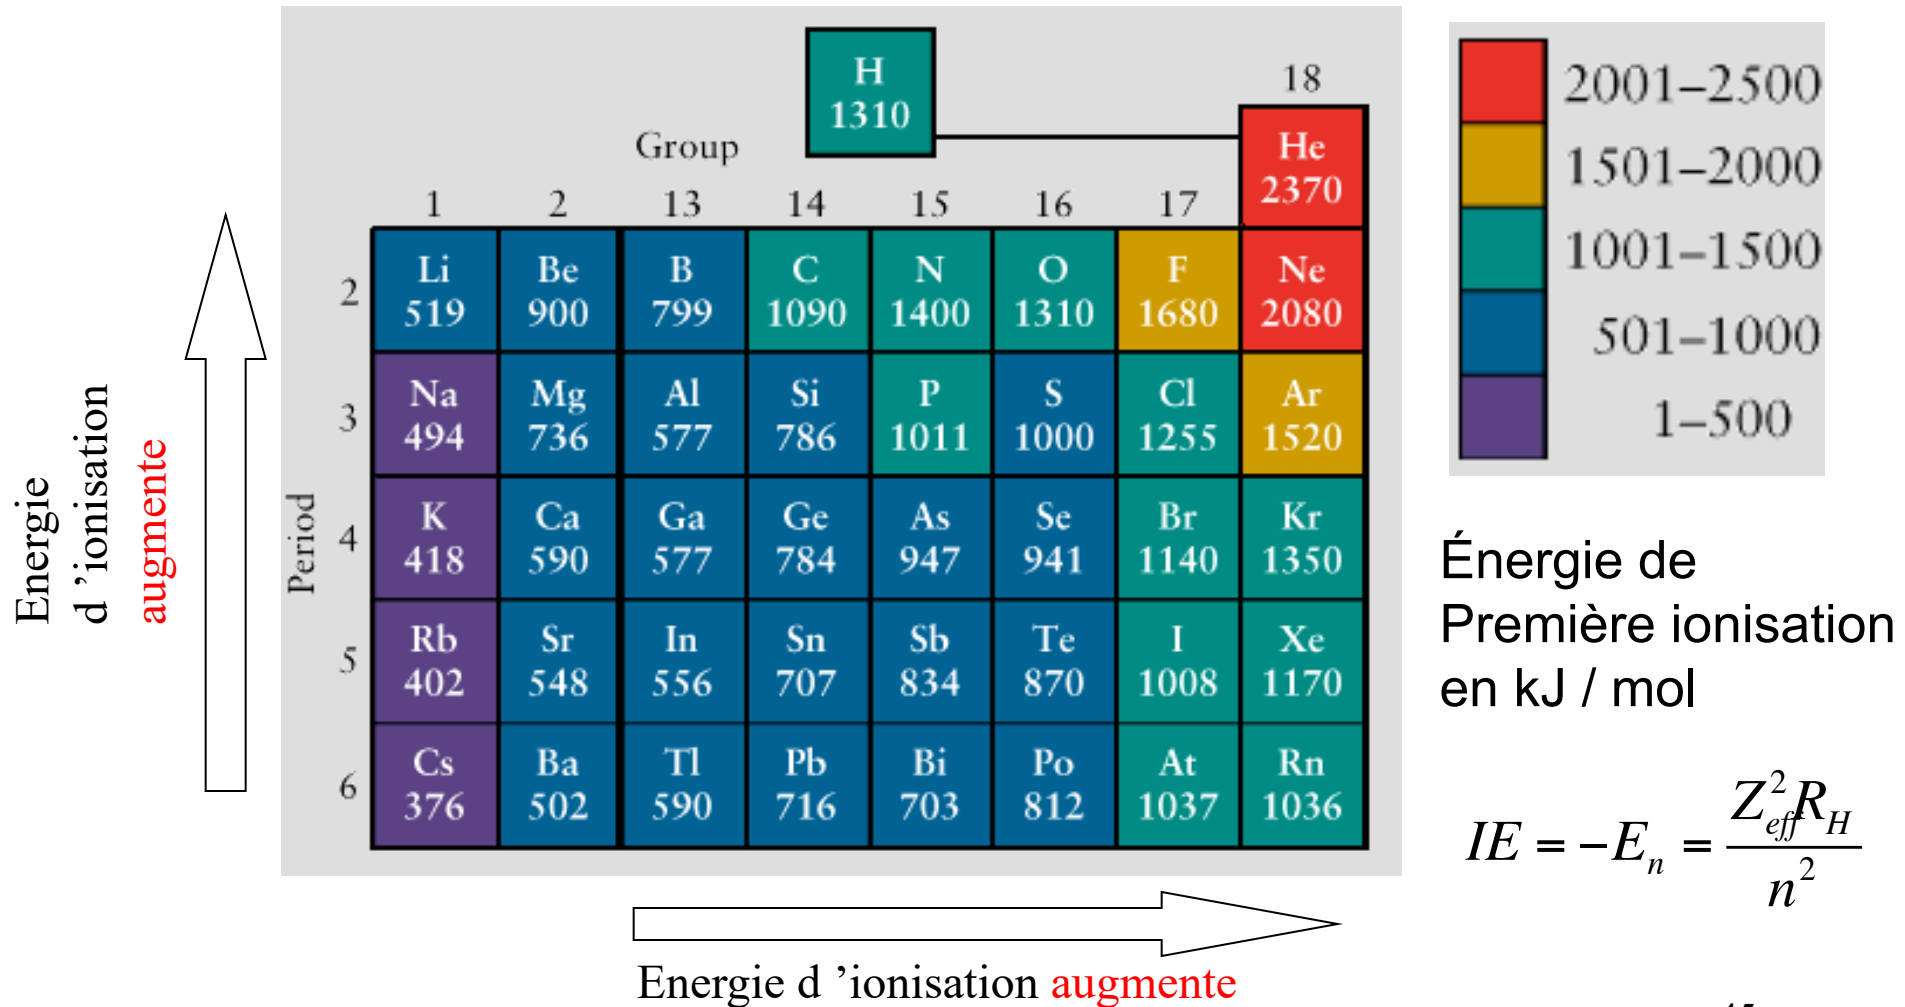 H
1310
18
Group
He
2370
1 2 13 14 15 16 17
2
Li Be B C N O F Ne
519 900 799 1090 1400 1310 1680 2080
3
Na Mg Al Si P S Cl Ar
494 736 577 786 1011 1000 1255 1520
Period
4
K Ca Ga Ge As Se Br Kr
418 590 577 784 947 941 1140 1350
5
Rb Sr In Sn Sb Te I Xe
402 548 556 707 834 870 1008 1170
6
Cs Ba Tl Pb Bi Po At Rn
376 502 590 716 703 812 1037 1036
Energie
d ’ionisation
augmente
Energie d ’ionisation augmente
2001–2500
1501–2000
1001–1500
501–1000
1–500
Énergie de
Première ionisation
en kJ / mol
IE = −E_n = Z_eff^2 R_H / n^2